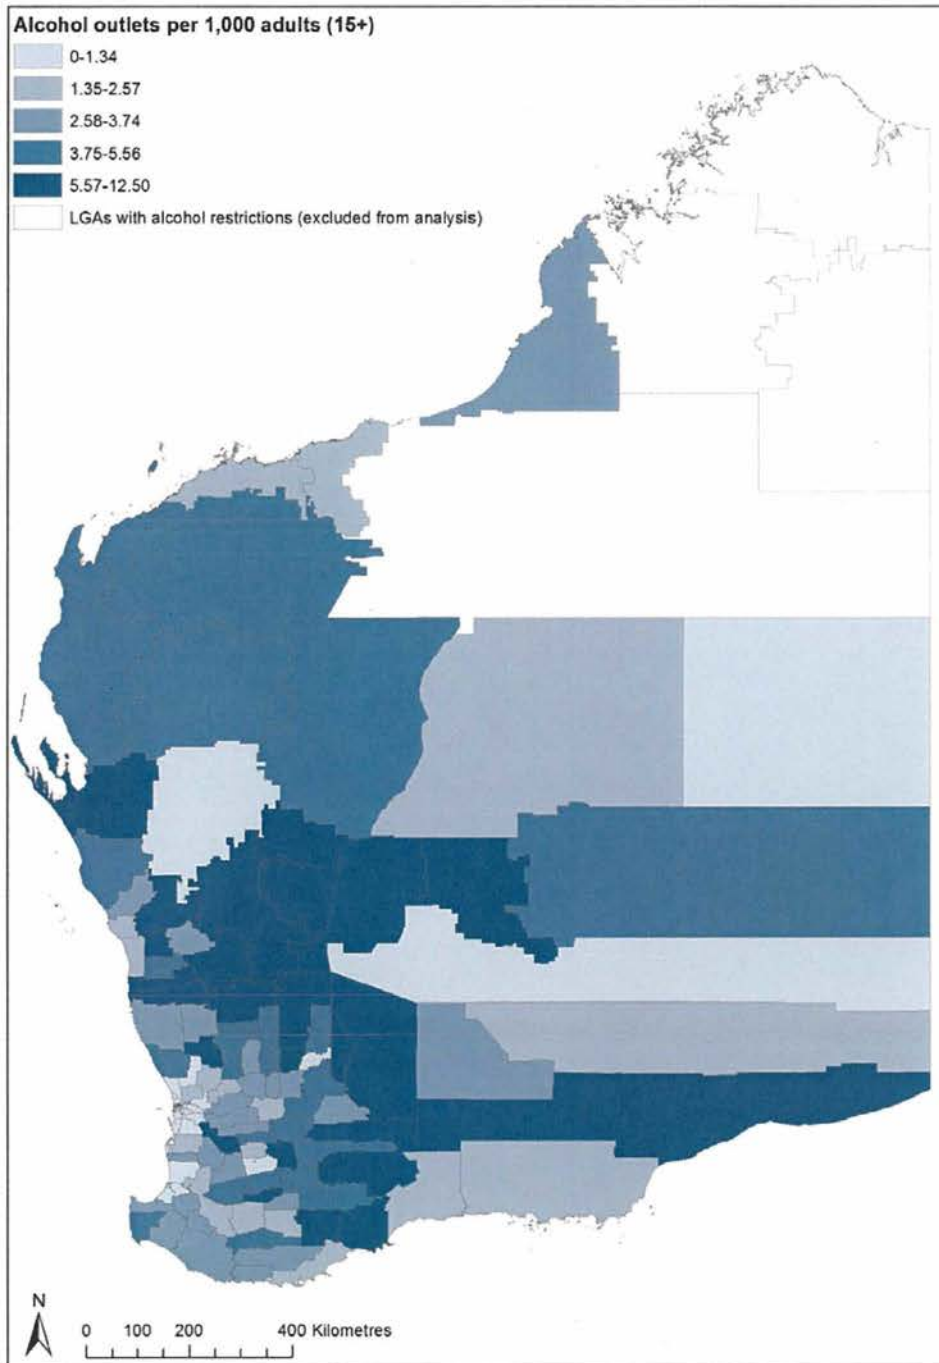 Alcohol outlets per 1,000 adults (15+)
0-1.34
1.35-2.57
2.58-3.74
3.75-5.56
5.57-12.50
LGAs with alcohol restrictions (excluded from analysis)
N
0 100 200 400 Kilometres